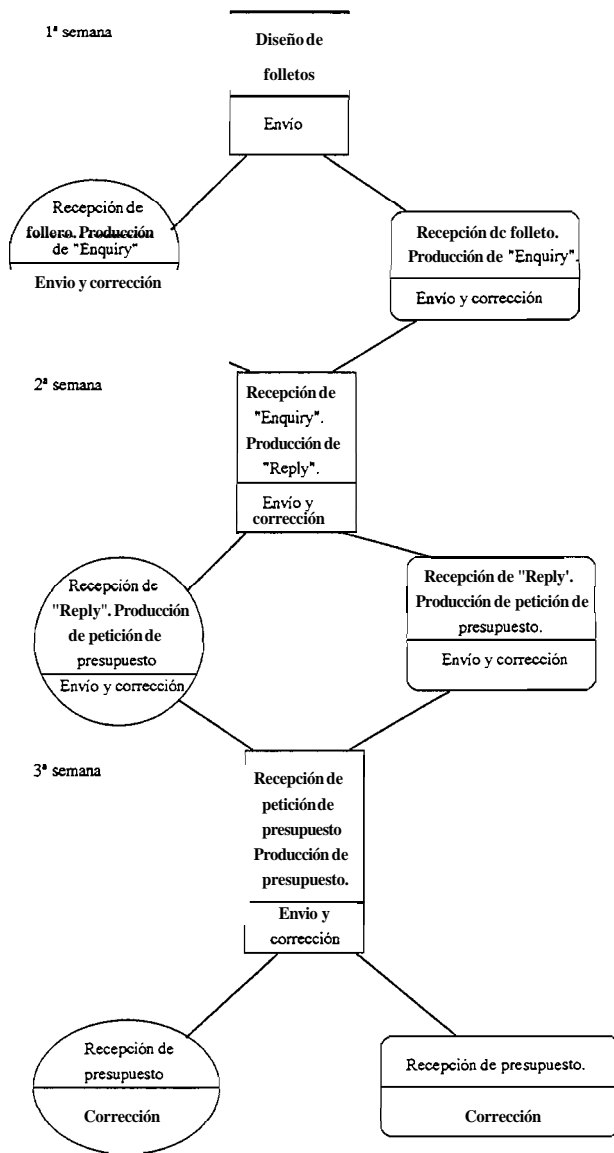 1ª semana
Diseño de
folletos
Envío
Recepción de
follero. Producción
de "Enquiry"
Envio y corrección
Recepción de folleto.
Producción de "Enquiry".
Envío y corrección
2ª semana
Recepción de
"Enquiry".
Producción de
"Reply".
Envío y
corrección
Recepción de
"Reply". Producción
de petición de
presupuesto
Envío y corrección
Recepción de "Reply'.
Producción de petición de
presupuesto.
Envío y corrección
3ª semana
Recepción de
petición de
presupuesto
Producción de
presupuesto.
Envio y
corrección
Recepción de
presupuesto
Corrección
Recepción de presupuesto.
Corrección